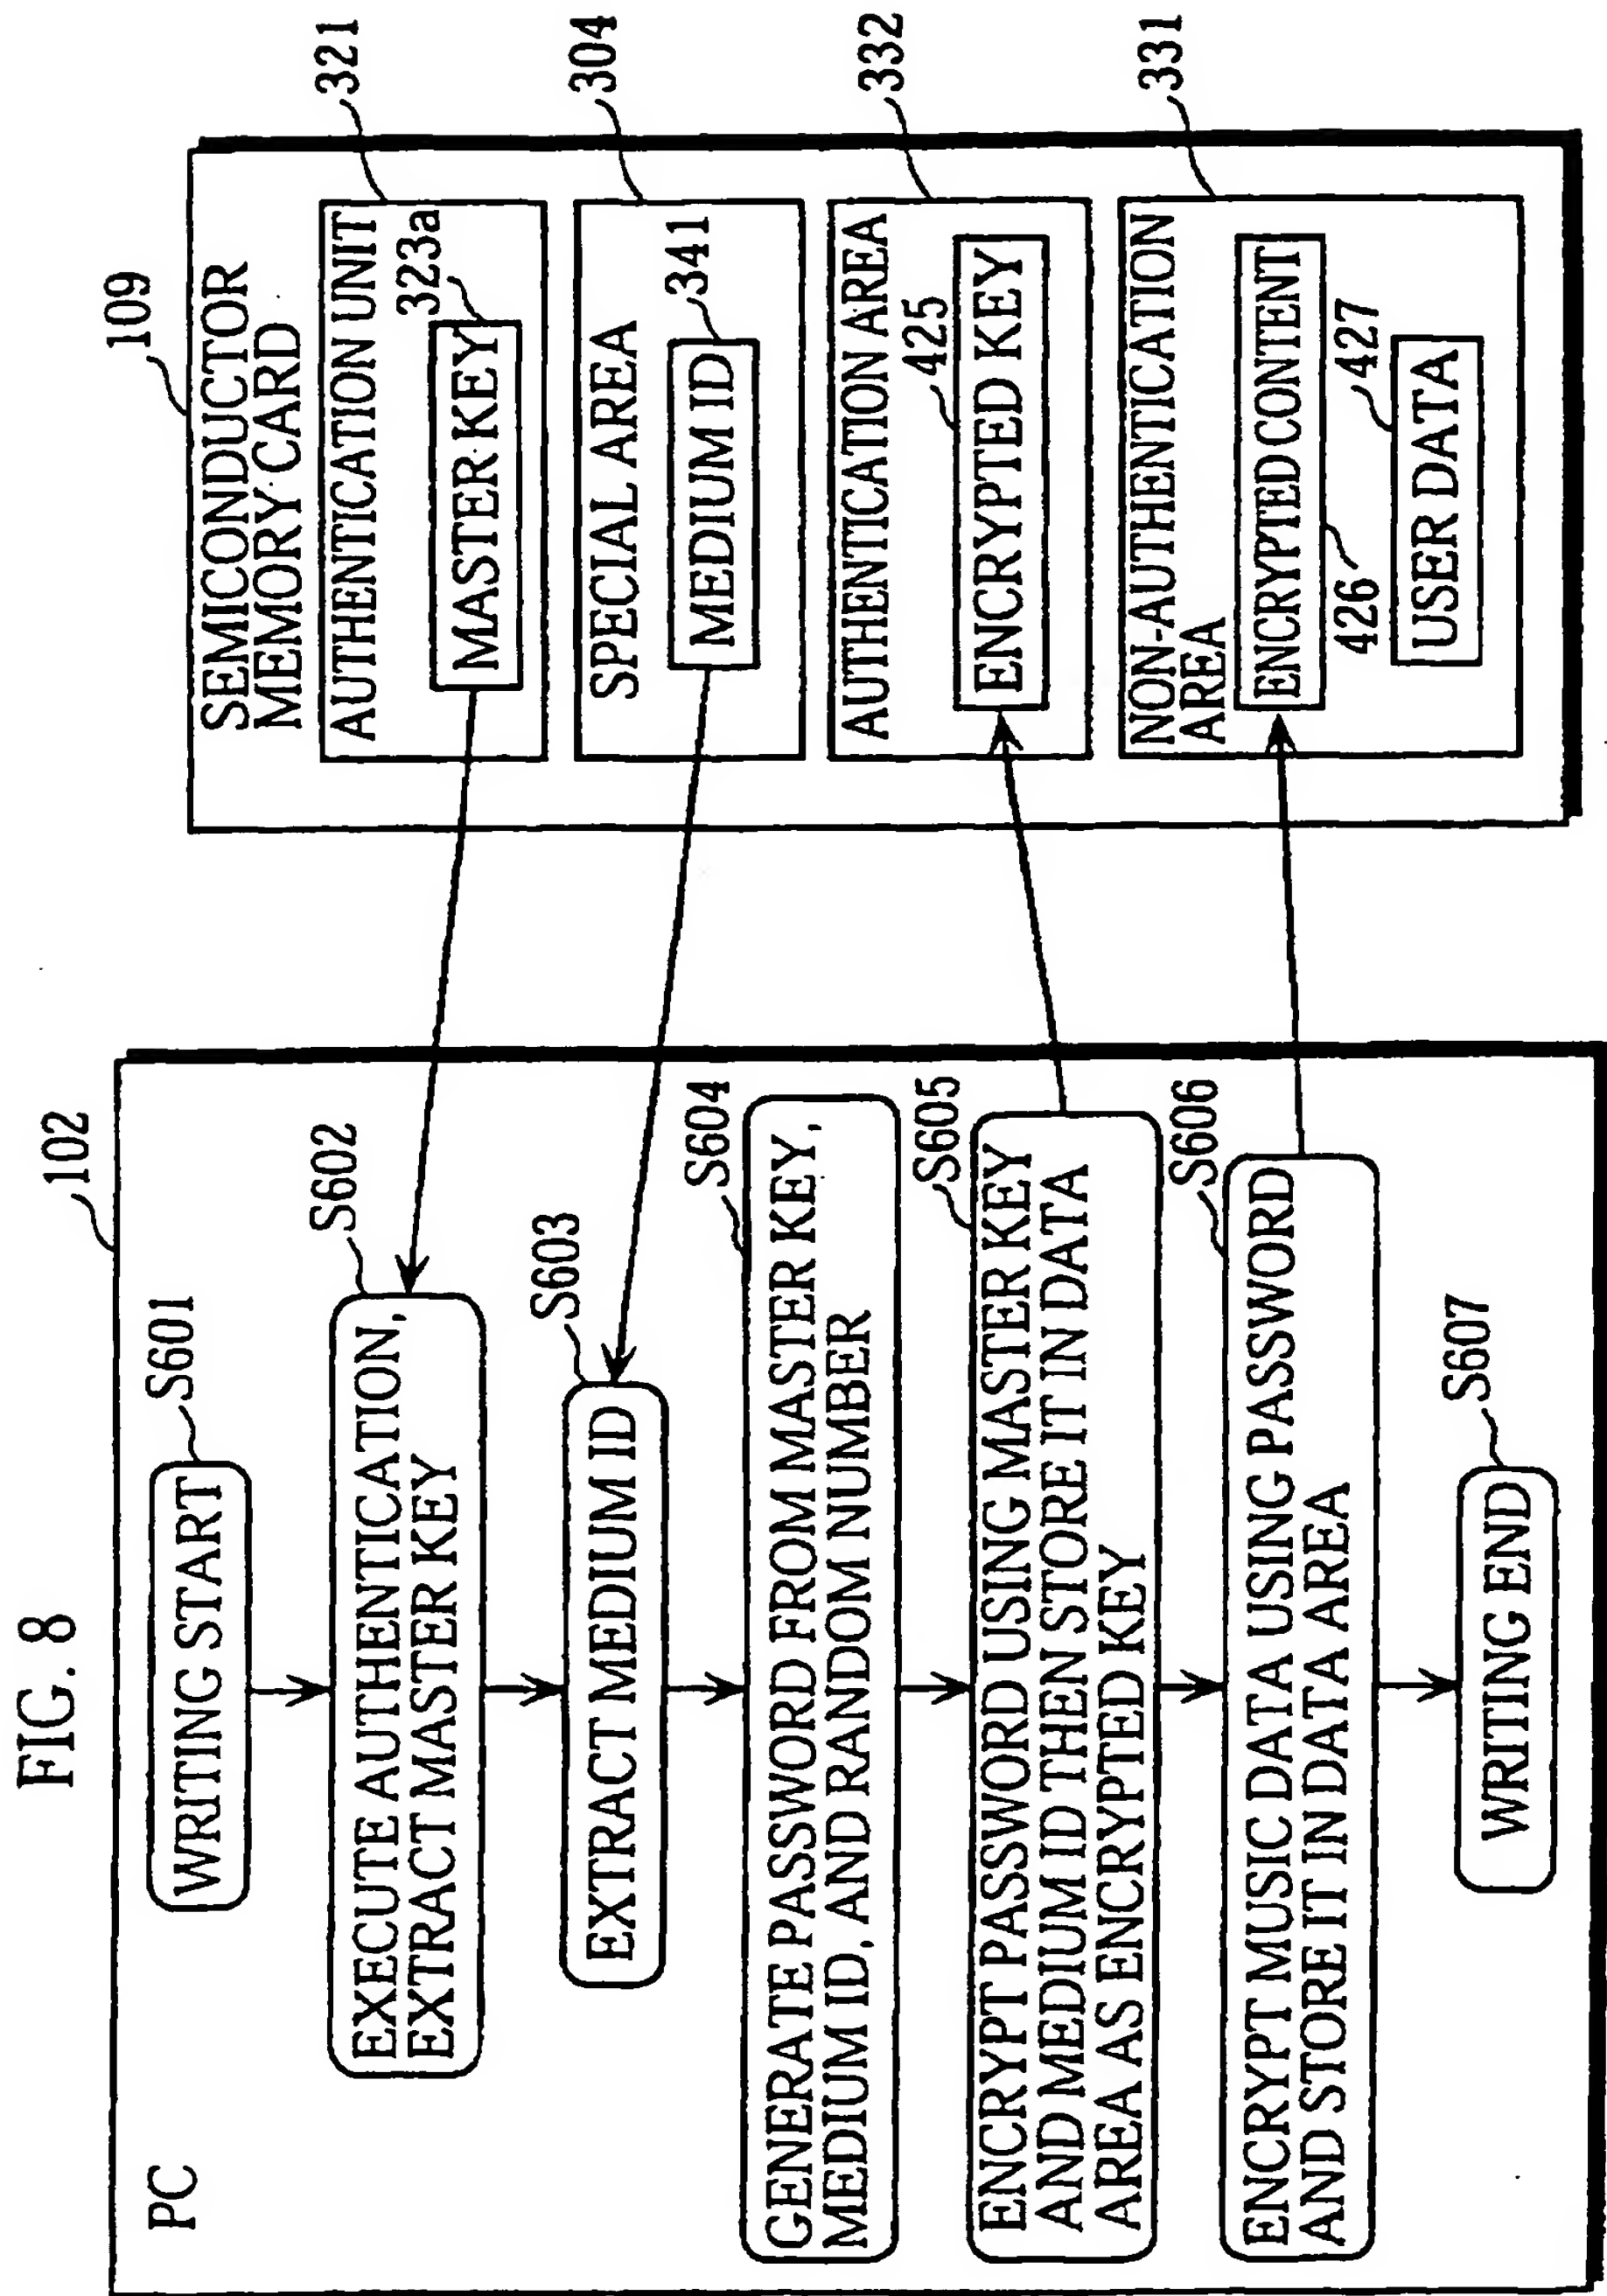 FIG. 8
102
PC
S601
WRITING START
S602
EXECUTE AUTHENTICATION,
EXTRACT MASTER KEY
S603
EXTRACT MEDIUM ID
S604
GENERATE PASSWORD FROM MASTER KEY,
MEDIUM ID, AND RANDOM NUMBER
S605
ENCRYPT PASSWORD USING MASTER KEY
AND MEDIUM ID THEN STORE IT IN DATA
AREA AS ENCRYPTED KEY
S606
ENCRYPT MUSIC DATA USING PASSWORD
AND STORE IT IN DATA AREA
S607
WRITING END
109
SEMICONDUCTOR
MEMORY CARD
321
AUTHENTICATION UNIT
323a
MASTER KEY
304
SPECIAL AREA
341
MEDIUM ID
332
AUTHENTICATION AREA
425
ENCRYPTED KEY
331
NON-AUTHENTICATION
AREA
ENCRYPTED CONTENT
426
427
USER DATA